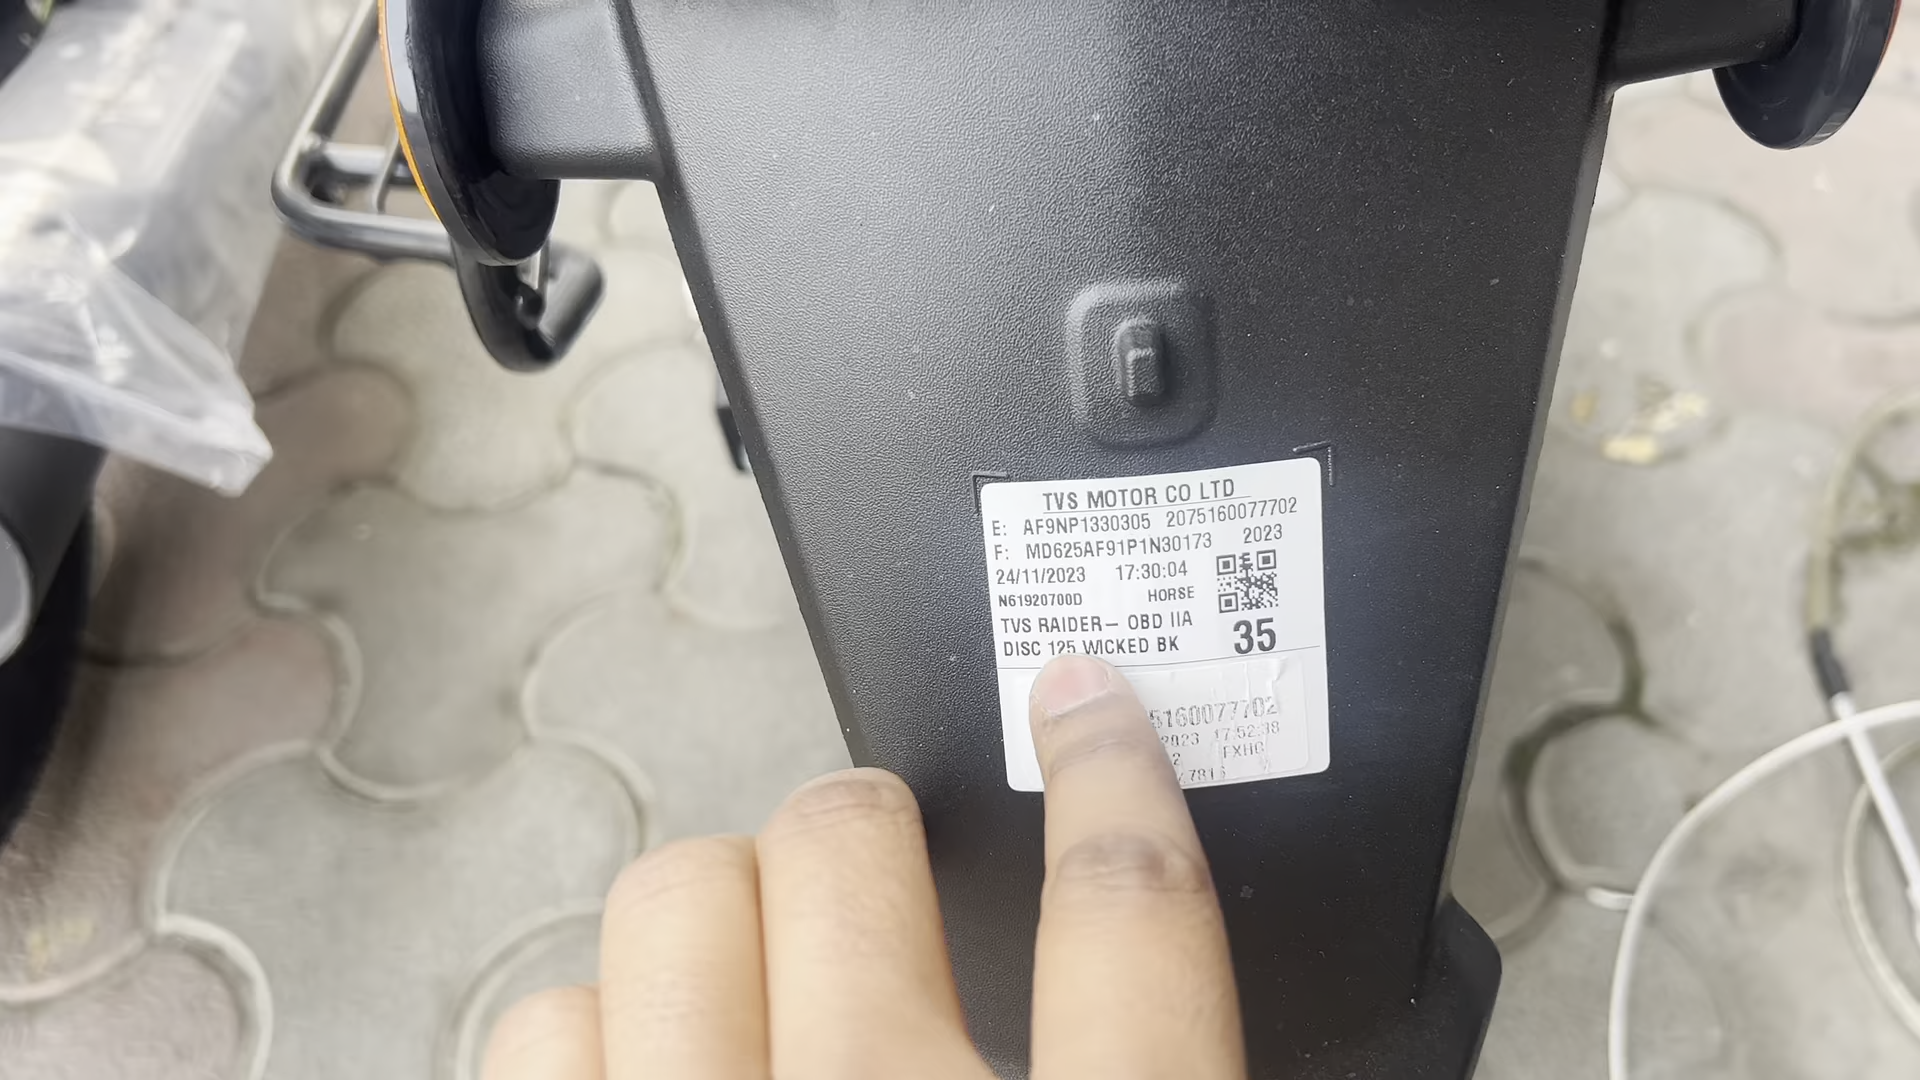 TVS MOTOR CO LTD
E: AF9NP1330305 2075160077702
F: MD625AF91P1N30173 2023
24/11/2023 17:30:04
N61920700D HORSE
TVS RAIDER- OBD IIA
DISC 125 WICKED BK 35
5160077702
2023 17:52:38
2 FXHC